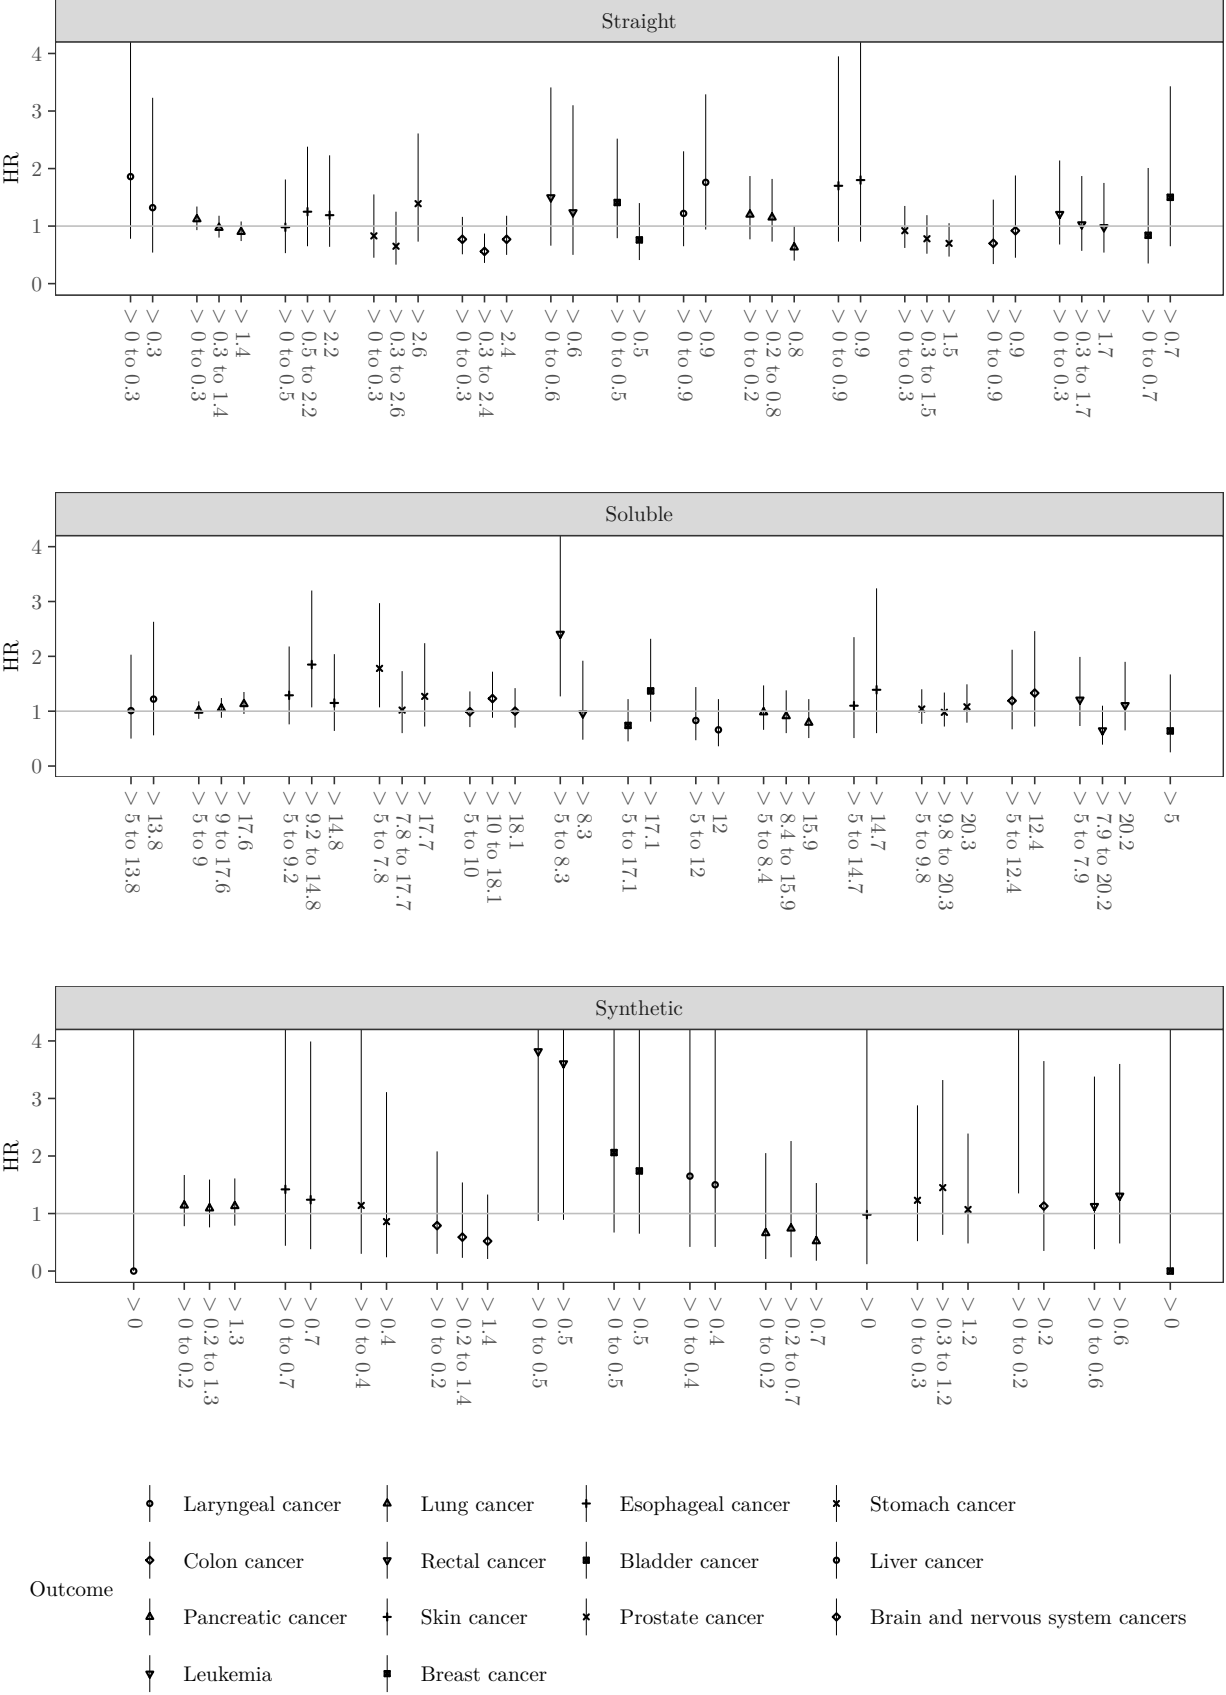 Straight
HR
4
3
2
1
0
> 0 to 0.3
> 0.3
> 0 to 0.3
> 0.3 to 1.4
> 1.4
> 0 to 0.5
> 0.5 to 2.2
> 2.2
> 0 to 0.3
> 0.3 to 2.6
> 2.6
> 0 to 0.3
> 0.3 to 2.4
> 2.4
> 0 to 0.6
> 0.6
> 0 to 0.5
> 0.5
> 0 to 0.9
> 0.9
> 0 to 0.2
> 0.2 to 0.8
> 0.8
> 0 to 0.9
> 0.9
> 0 to 0.3
> 0.3 to 1.5
> 1.5
> 0 to 0.9
> 0.9
> 0 to 0.3
> 0.3 to 1.7
> 1.7
> 0 to 0.7
> 0.7
Soluble
HR
4
3
2
1
0
> 5 to 13.8
> 13.8
> 5 to 9
> 9 to 17.6
> 17.6
> 5 to 9.2
> 9.2 to 14.8
> 14.8
> 5 to 7.8
> 7.8 to 17.7
> 17.7
> 5 to 10
> 10 to 18.1
> 18.1
> 5 to 8.3
> 8.3
> 5 to 17.1
> 17.1
> 5 to 12
> 12
> 5 to 8.4
> 8.4 to 15.9
> 15.9
> 5 to 14.7
> 14.7
> 5 to 9.8
> 9.8 to 20.3
> 20.3
> 5 to 12.4
> 12.4
> 5 to 7.9
> 7.9 to 20.2
> 20.2
> 5
Synthetic
HR
4
3
2
1
0
> 0
> 0 to 0.2
> 0.2 to 1.3
> 1.3
> 0 to 0.7
> 0.7
> 0 to 0.4
> 0.4
> 0 to 0.2
> 0.2 to 1.4
> 1.4
> 0 to 0.5
> 0.5
> 0 to 0.5
> 0.5
> 0 to 0.4
> 0.4
> 0 to 0.2
> 0.2 to 0.7
> 0.7
> 0
> 0 to 0.3
> 0.3 to 1.2
> 1.2
> 0 to 0.2
> 0.2
> 0 to 0.6
> 0.6
> 0
Outcome
Laryngeal cancer Lung cancer Esophageal cancer Stomach cancer
Colon cancer Rectal cancer Bladder cancer Liver cancer
Pancreatic cancer Skin cancer Prostate cancer Brain and nervous system cancers
Leukemia Breast cancer